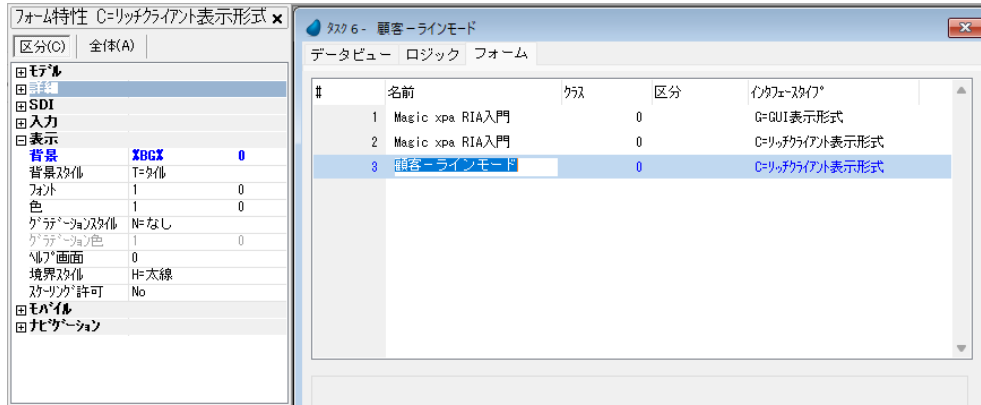 フォーム特性 C=リッチクライアント表示形式
区分(C) 全体(A)
モデル
詳細
SDI
入力
表示
背景 %BG% 0
背景スタイル T=タイル
フォント 1 0
色 1 0
グラデーションスタイル N=なし
グラデーション色 1 0
ヘルプ画面 0
境界スタイル H=太線
スケーリング許可 No
モバイル
ナビゲーション
タスク 6 - 顧客－ラインモード
データビュー ロジック フォーム
# 名前 クラス 区分 インタフェースタイプ
1 Magic xpa RIA入門 0 G=GUI表示形式
2 Magic xpa RIA入門 0 C=リッチクライアント表示形式
3 顧客－ラインモード 0 C=リッチクライアント表示形式